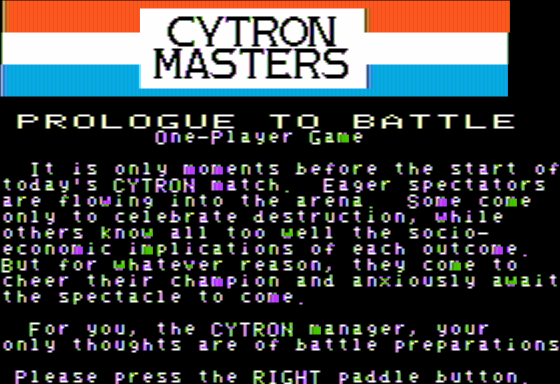 CYTRON
MASTERS
PROLOGUE TO BATTLE
One-Player Game
It is only moments before the start of
today's CYTRON match. Eager spectators
are flowing into the arena. Some come
only to celebrate destruction, while
others know all too well the socio-
economic implications of each outcome.
But for whatever reason, they come to
cheer their champion and anxiously await
the spectacle to come.
For you, the CYTRON manager, your
only thoughts are of battle preparations
Please press the RIGHT paddle button.